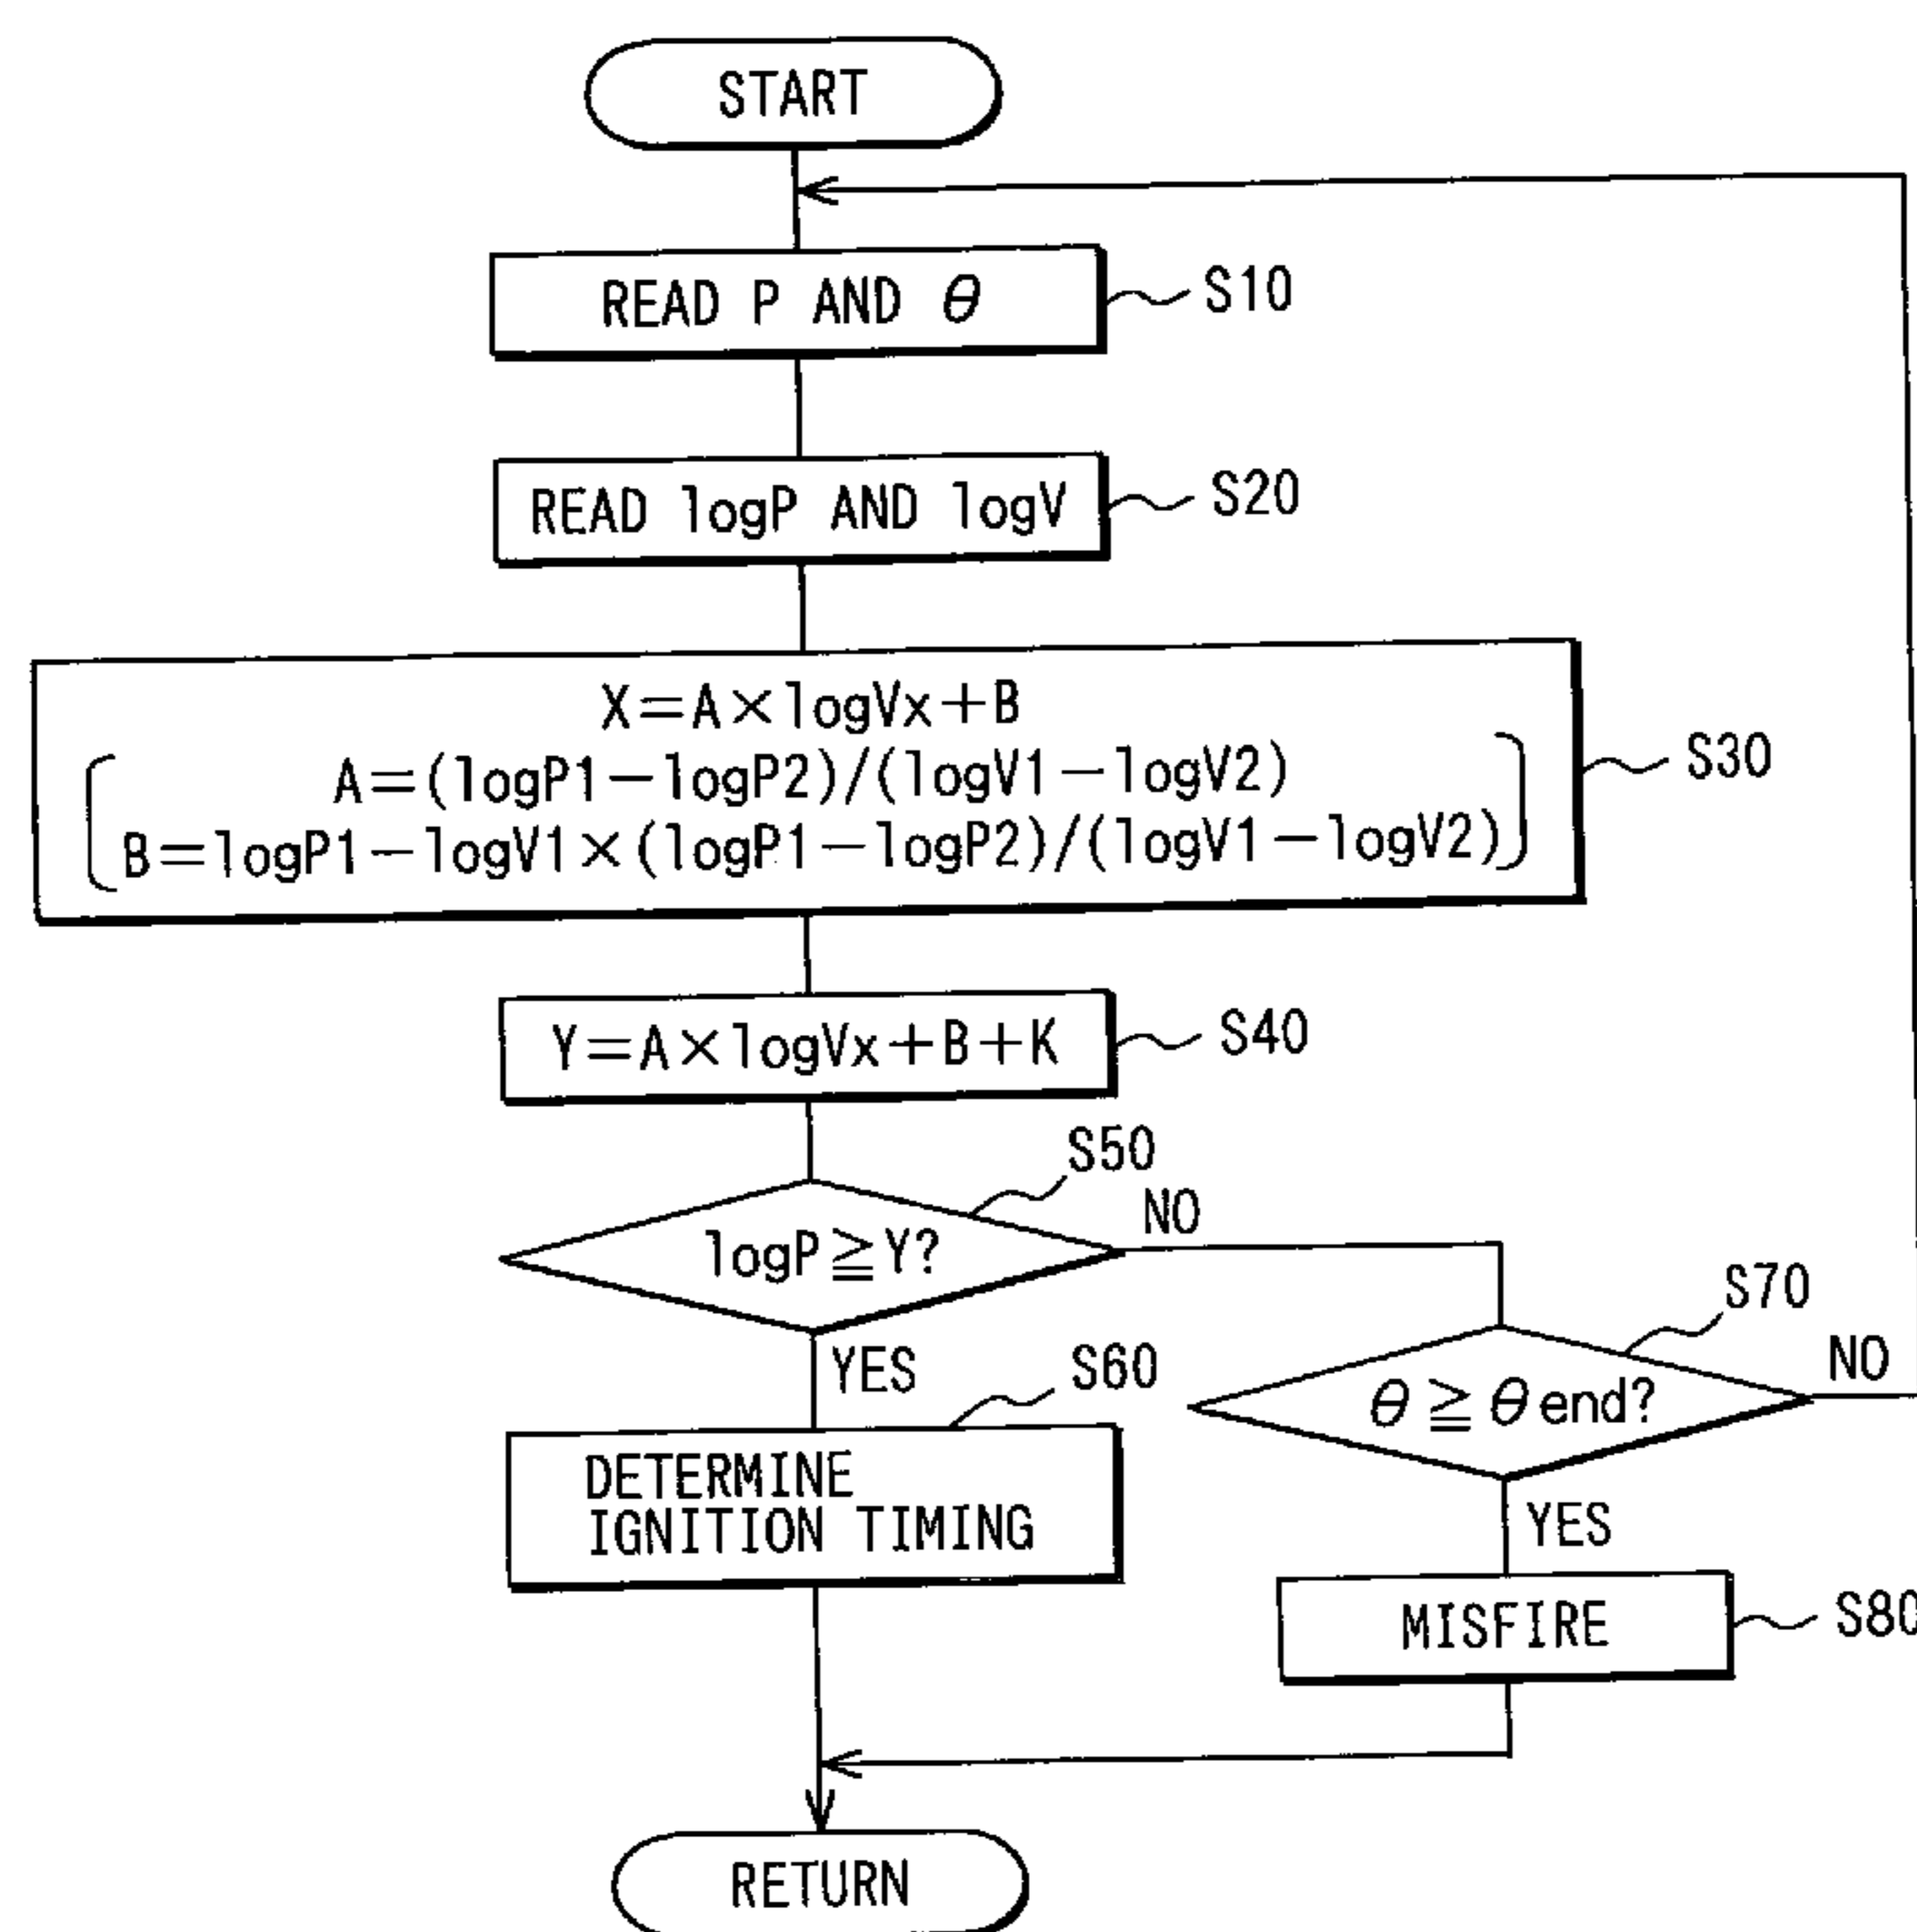 START
READ P AND θ
S10
READ logP AND logV
S20
X=A×logVx+B
A=(logP1-logP2)/(logV1-logV2)
B=logP1-logV1×(logP1-logP2)/(logV1-logV2)
S30
Y=A×logVx+B+K
S40
S50
logP≧Y?
NO
YES
S60
DETERMINE
IGNITION TIMING
S70
θ≧θend?
NO
YES
MISFIRE
S80
RETURN